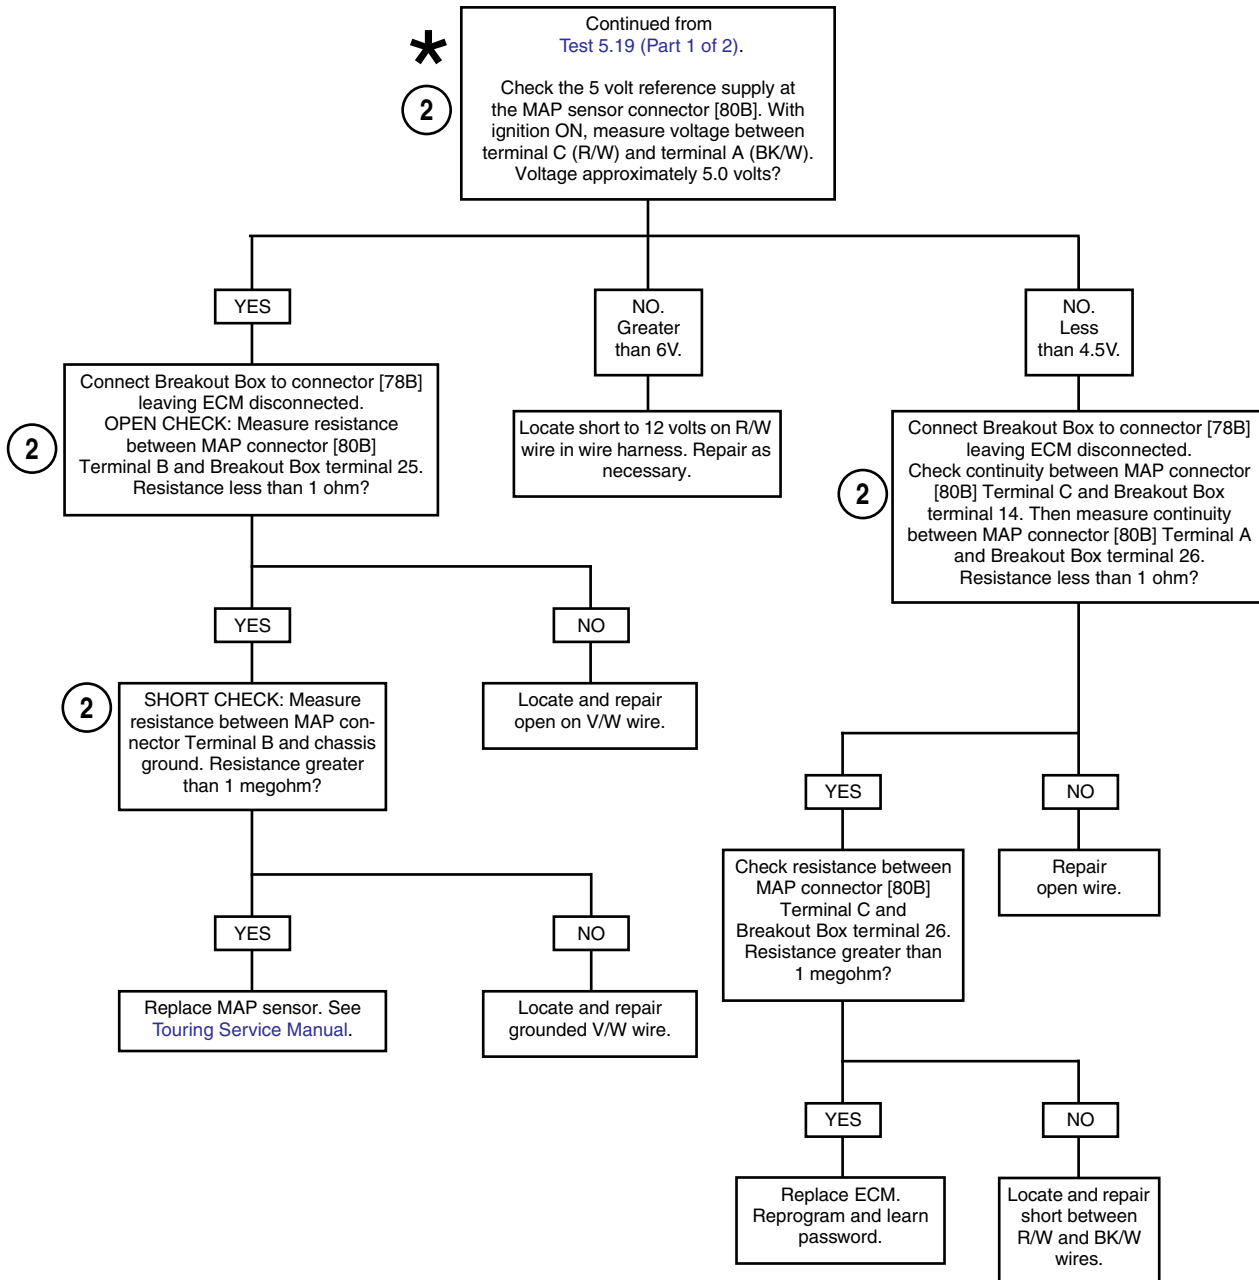 *
2
Continued from
Test 5.19 (Part 1 of 2).
Check the 5 volt reference supply at
the MAP sensor connector [80B]. With
ignition ON, measure voltage between
terminal C (R/W) and terminal A (BK/W).
Voltage approximately 5.0 volts?
YES
NO.
Greater
than 6V.
NO.
Less
than 4.5V.
2
Connect Breakout Box to connector [78B]
leaving ECM disconnected.
OPEN CHECK: Measure resistance
between MAP connector [80B]
Terminal B and Breakout Box terminal 25.
Resistance less than 1 ohm?
Locate short to 12 volts on R/W
wire in wire harness. Repair as
necessary.
2
Connect Breakout Box to connector [78B]
leaving ECM disconnected.
Check continuity between MAP connector
[80B] Terminal C and Breakout Box
terminal 14. Then measure continuity
between MAP connector [80B] Terminal A
and Breakout Box terminal 26.
Resistance less than 1 ohm?
YES
NO
2
SHORT CHECK: Measure
resistance between MAP con-
nector Terminal B and chassis
ground. Resistance greater
than 1 megohm?
Locate and repair
open on V/W wire.
YES
NO
Check resistance between
MAP connector [80B]
Terminal C and
Breakout Box terminal 26.
Resistance greater than
1 megohm?
Repair
open wire.
YES
NO
Replace MAP sensor. See
Touring Service Manual.
Locate and repair
grounded V/W wire.
YES
NO
Replace ECM.
Reprogram and learn
password.
Locate and repair
short between
R/W and BK/W
wires.